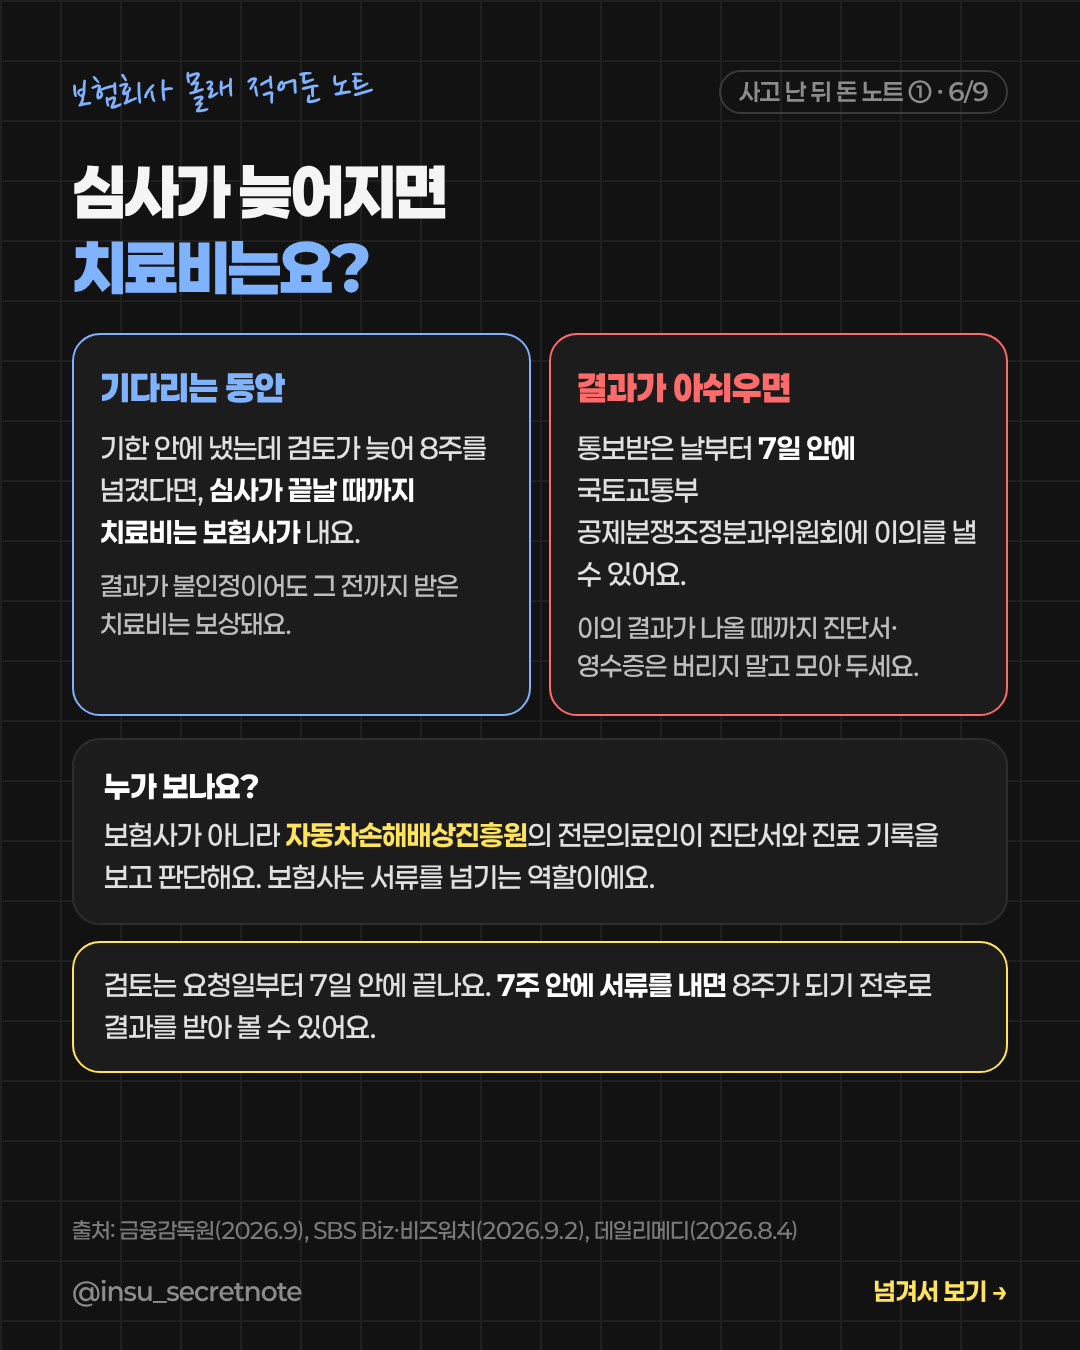 보험회사 몰래 적어둔 노트
사고 난 뒤 돈 노트 ① · 6/9
심사가 늦어지면
치료비는요?
기다리는 동안
기한 안에 냈는데 검토가 늦어 8주를
넘겼다면, 심사가 끝날 때까지
치료비는 보험사가 내요.
결과가 불인정이어도 그 전까지 받은
치료비는 보상돼요.
결과가 아쉬우면
통보받은 날부터 7일 안에
국토교통부
공제분쟁조정분과위원회에 이의를 낼
수 있어요.
이의 결과가 나올 때까지 진단서·
영수증은 버리지 말고 모아 두세요.
누가 보나요?
보험사가 아니라 자동차손해배상진흥원의 전문의료인이 진단서와 진료 기록을
보고 판단해요. 보험사는 서류를 넘기는 역할이에요.
검토는 요청일부터 7일 안에 끝나요. 7주 안에 서류를 내면 8주가 되기 전후로
결과를 받아 볼 수 있어요.
출처: 금융감독원(2026.9), SBS Biz·비즈워치(2026.9.2), 데일리메디(2026.8.4)
@insu_secretnote
넘겨서 보기 →